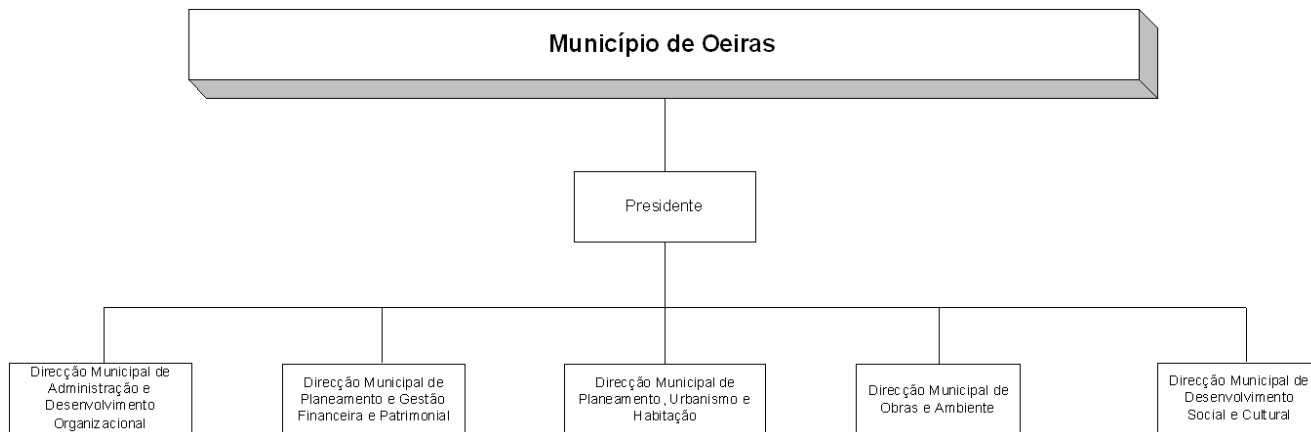 Município de Oeiras
Presidente
Direcção Municipal de
Administração e
Desenvolvimento
Organizacional
Direcção Municipal de
Planeamento e Gestão
Financeira e Patrimonial
Direcção Municipal de
Planeamento, Urbanismo e
Habitação
Direcção Municipal de
Obras e Ambiente
Direcção Municipal de
Desenvolvimento
Social e Cultural